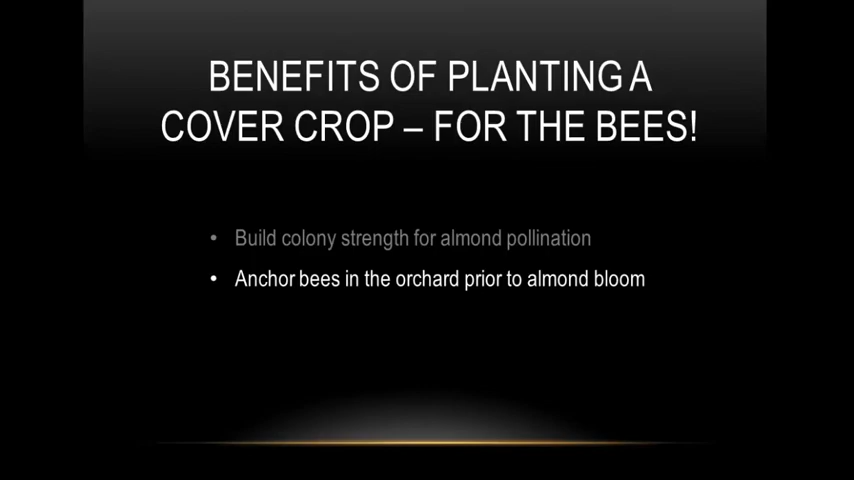 BENEFITS OF PLANTING A
COVER CROP – FOR THE BEES!
• Build colony strength for almond pollination
• Anchor bees in the orchard prior to almond bloom